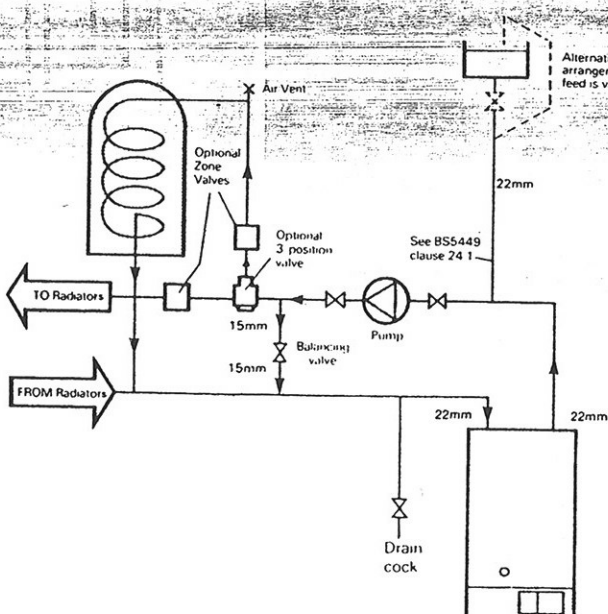 Air Vent
Alternati
arranger
feed is v
Optional
Zone
Valves
22mm
Optional
3 position
valve
See BS5449
clause 24 1
TO Radiators
15mm
Pump
Balancing
valve
15mm
FROM Radiators
22mm
22mm
Drain
cock